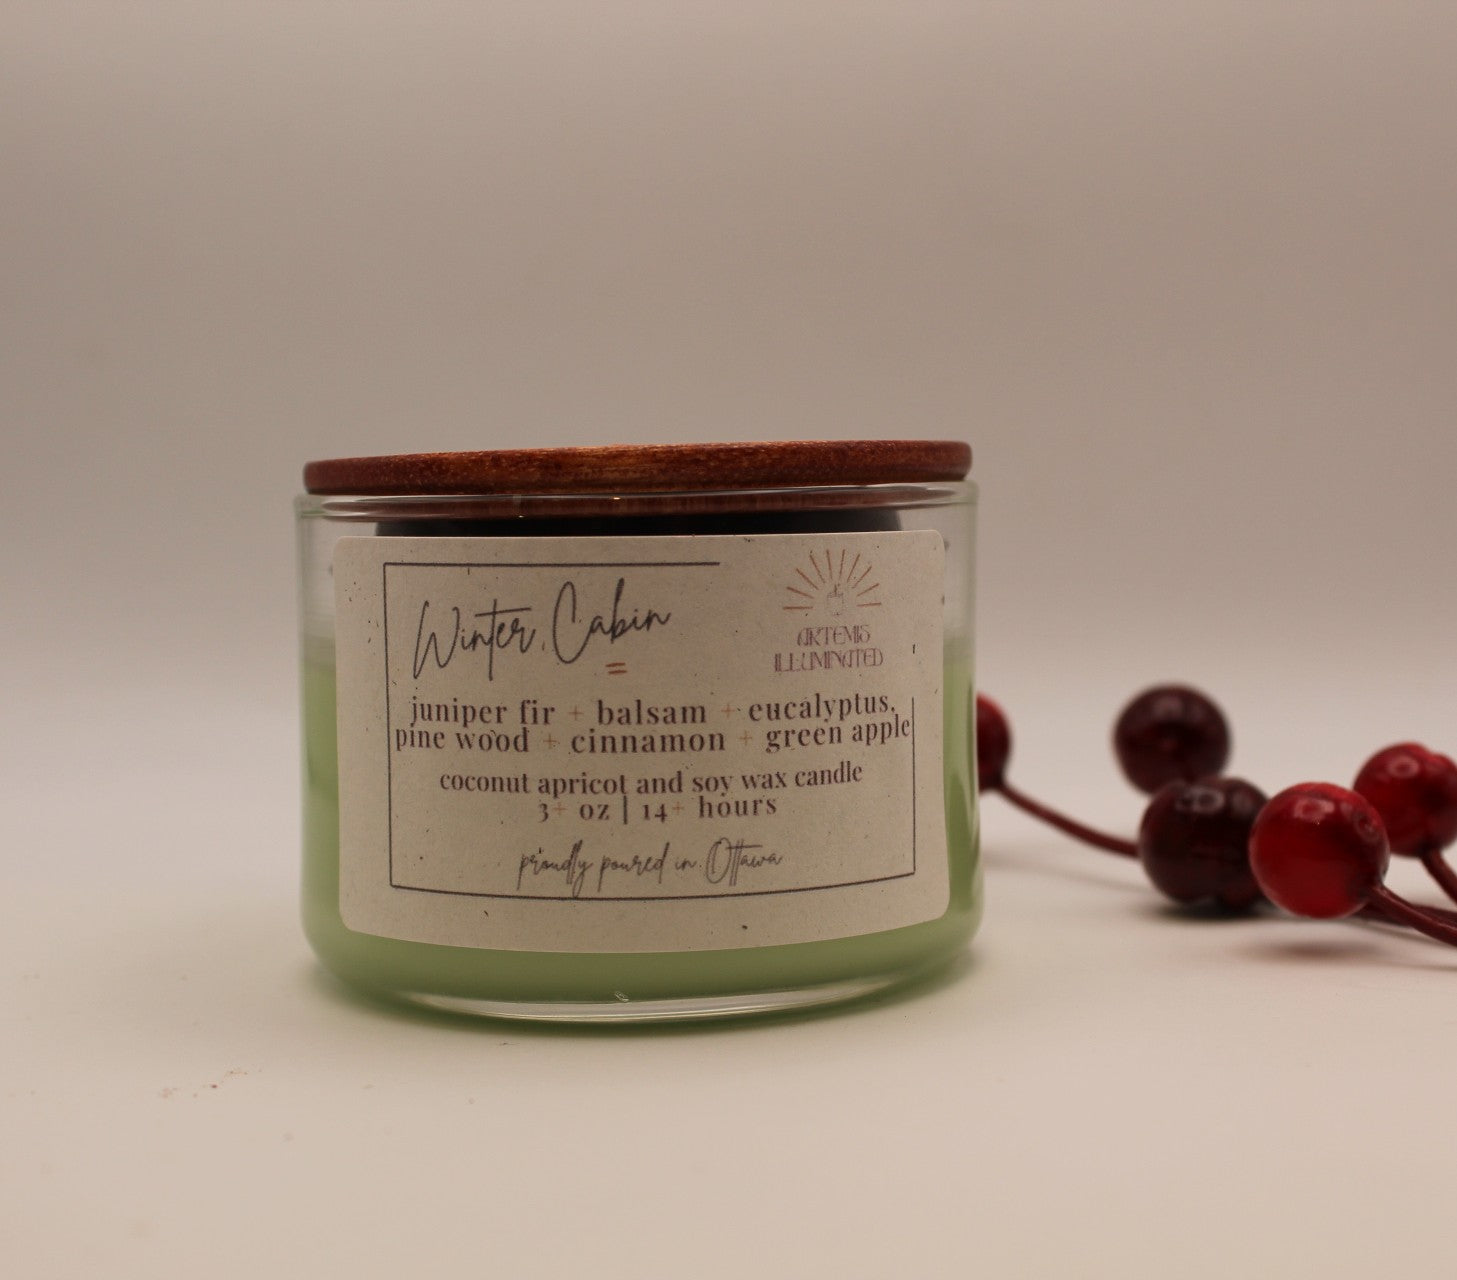 Winter Cabin
=
ARTEMIS
ILLUMINATED
juniper fir + balsam + eucalyptus,
pine wood + cinnamon + green apple
coconut apricot and soy wax candle
3+ oz | 14+ hours
proudly poured in Ottawa